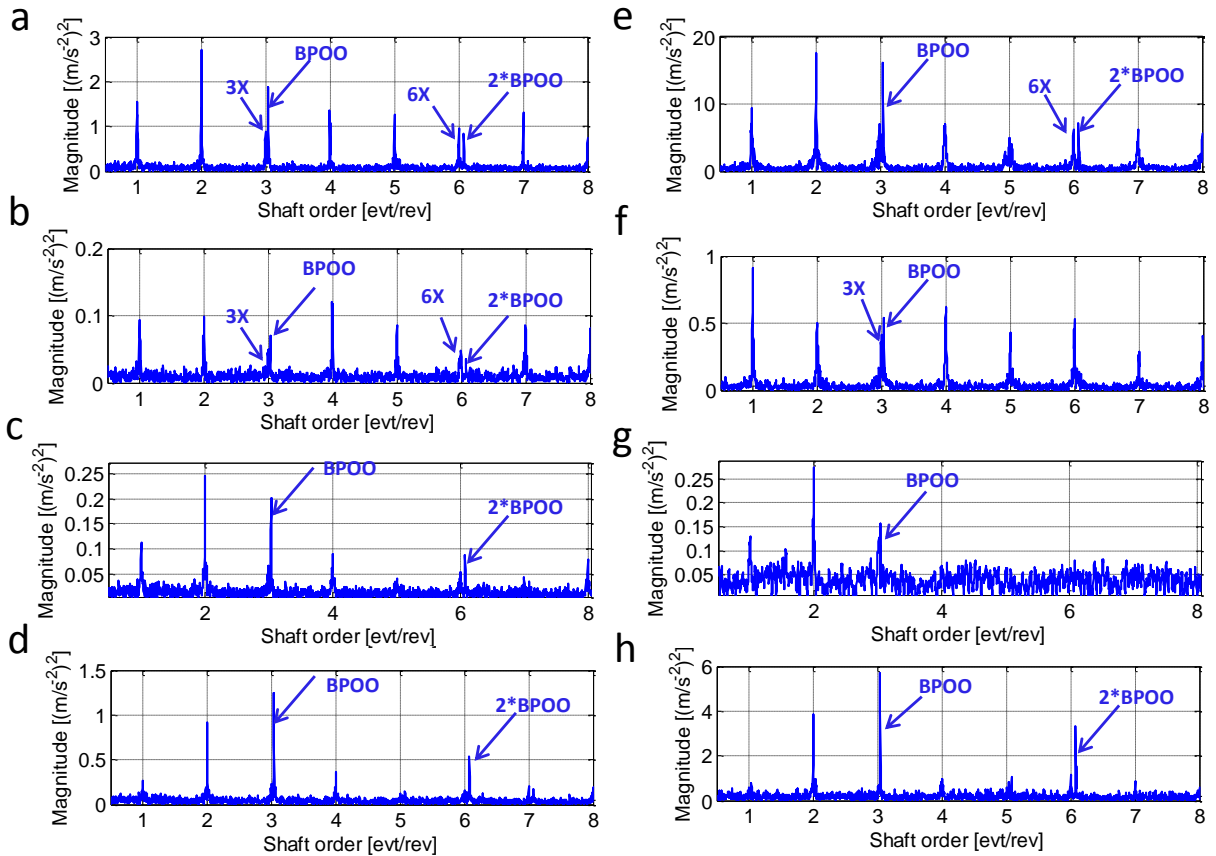 a
Magnitude [(m/s-2)2]
3
2
1
0
3X
BPOO
6X
2*BPOO
1 2 3 4 5 6 7 8
Shaft order [evt/rev]
b
Magnitude [(m/s-2)2]
0.2
0.1
0
3X
BPOO
6X
2*BPOO
1 2 3 4 5 6 7 8
Shaft order [evt/rev]
c
Magnitude [(m/s-2)2]
0.25
0.2
0.15
0.1
0.05
BPOO
2*BPOO
2 4 6 8
Shaft order [evt/rev]
d
Magnitude [(m/s-2)2]
1.5
1
0.5
0
BPOO
2*BPOO
1 2 3 4 5 6 7 8
Shaft order [evt/rev]
e
Magnitude [(m/s-2)2]
20
10
0
BPOO
6X
2*BPOO
1 2 3 4 5 6 7 8
Shaft order [evt/rev]
f
Magnitude [(m/s-2)2]
1
0.5
0
3X
BPOO
1 2 3 4 5 6 7 8
Shaft order [evt/rev]
g
Magnitude [(m/s-2)2]
0.25
0.2
0.15
0.1
0.05
BPOO
2 4 6 8
Shaft order [evt/rev]
h
Magnitude [(m/s-2)2]
6
4
2
0
BPOO
2*BPOO
1 2 3 4 5 6 7 8
Shaft order [evt/rev]